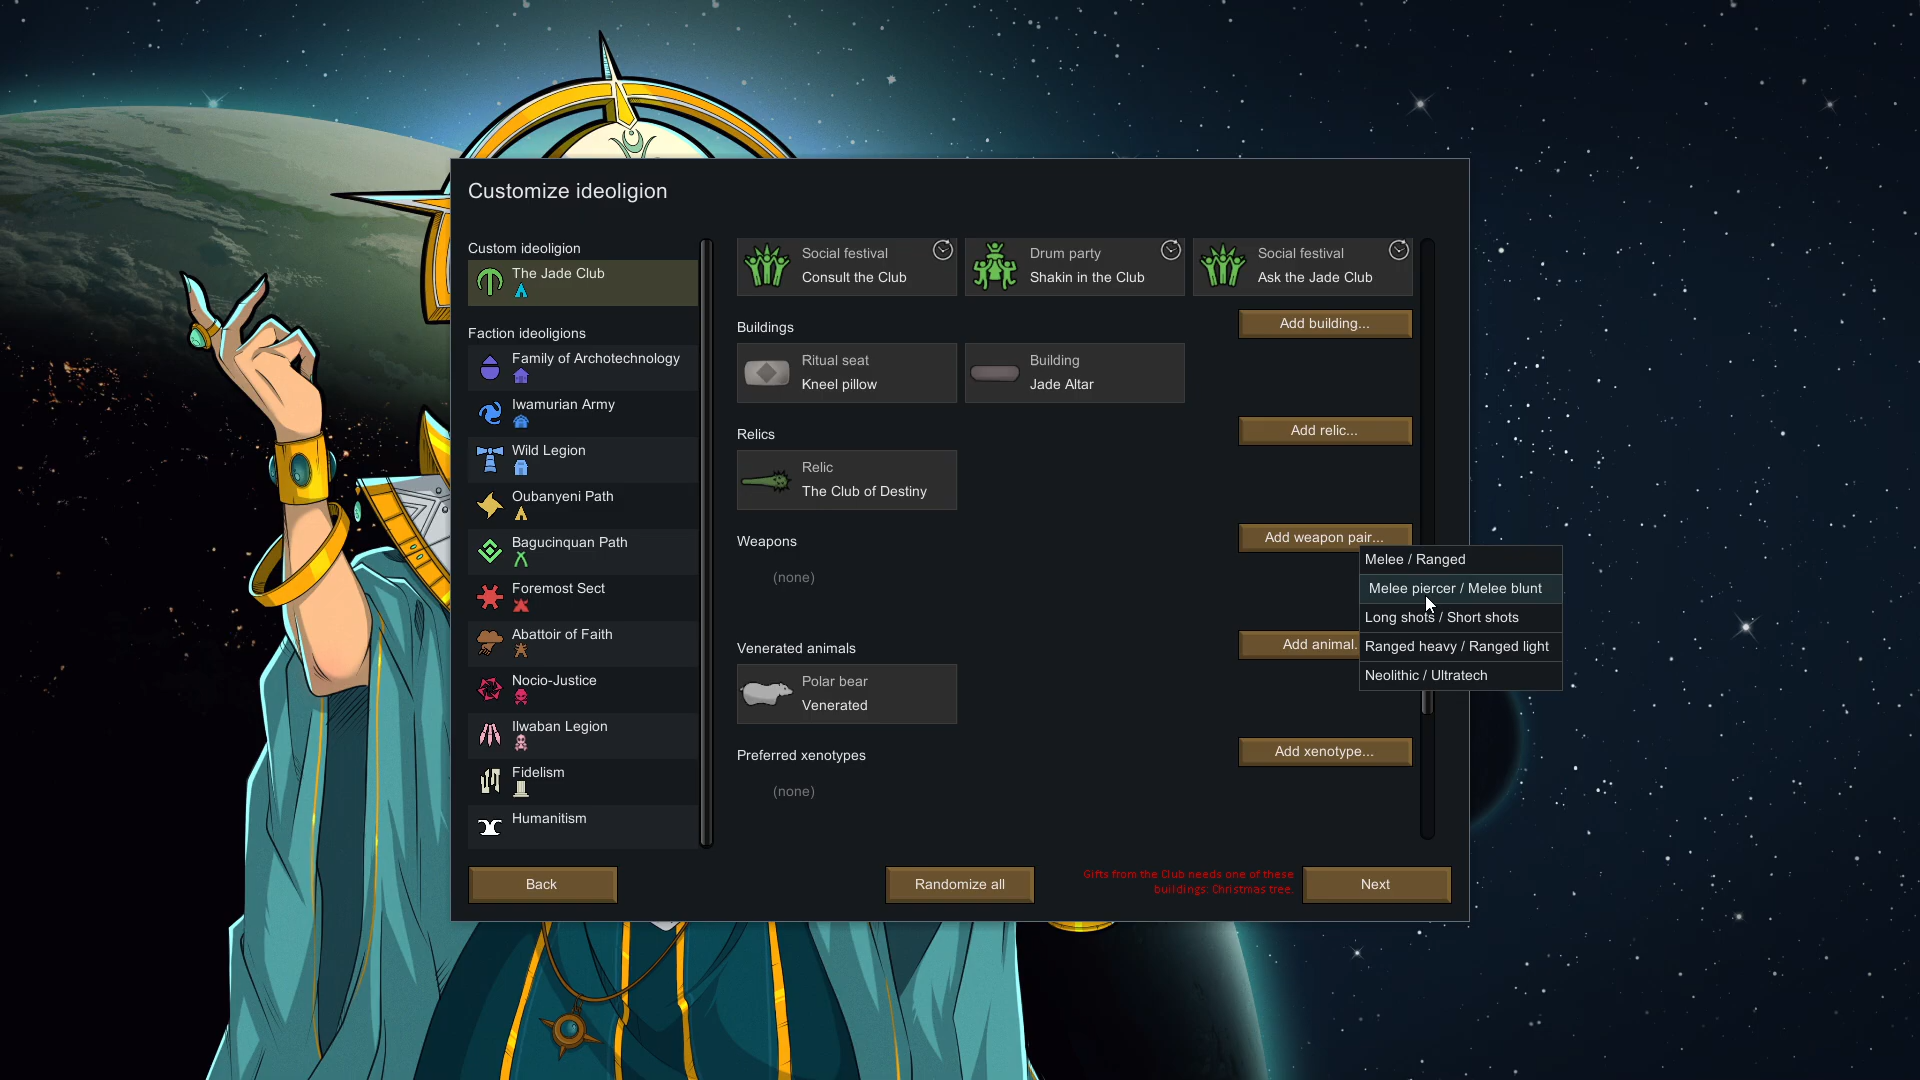 Customize ideoligion
Custom ideoligion
The Jade Club
Faction ideoligions
Family of Archotechnology
Iwamurian Army
Wild Legion
Oubanyeni Path
Bagucinquan Path
Foremost Sect
Abattoir of Faith
Nocio-Justice
Ilwaban Legion
Fidelism
Humanitism
Social festival
Consult the Club
Drum party
Shakin in the Club
Social festival
Ask the Jade Club
Buildings
Add building...
Ritual seat
Kneel pillow
Building
Jade Altar
Relics
Add relic...
Relic
The Club of Destiny
Weapons
Add weapon pair...
(none)
Melee / Ranged
Melee piercer / Melee blunt
Long shots / Short shots
Ranged heavy / Ranged light
Neolithic / Ultratech
Venerated animals
Add animal.
Polar bear
Venerated
Preferred xenotypes
Add xenotype...
(none)
Back
Randomize all
Gifts from the Club needs one of these
buildings: Christmas tree.
Next